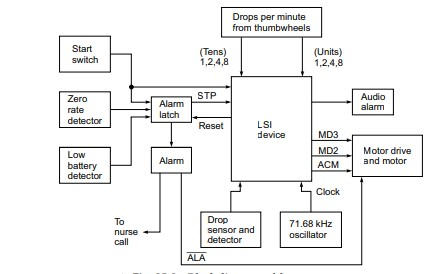 Drops per minute
from thumbwheels
Start
switch
(Tens)
1,2,4,8
(Units)
1,2,4,8
Zero
rate
detector
Alarm
latch
STP
Reset
LSI
device
Audio
alarm
MD3
MD2
ACM
Motor drive
and motor
Low
battery
detector
Alarm
Clock
To
nurse
call
Drop
sensor and
detector
71.68 kHz
oscillator
ALA